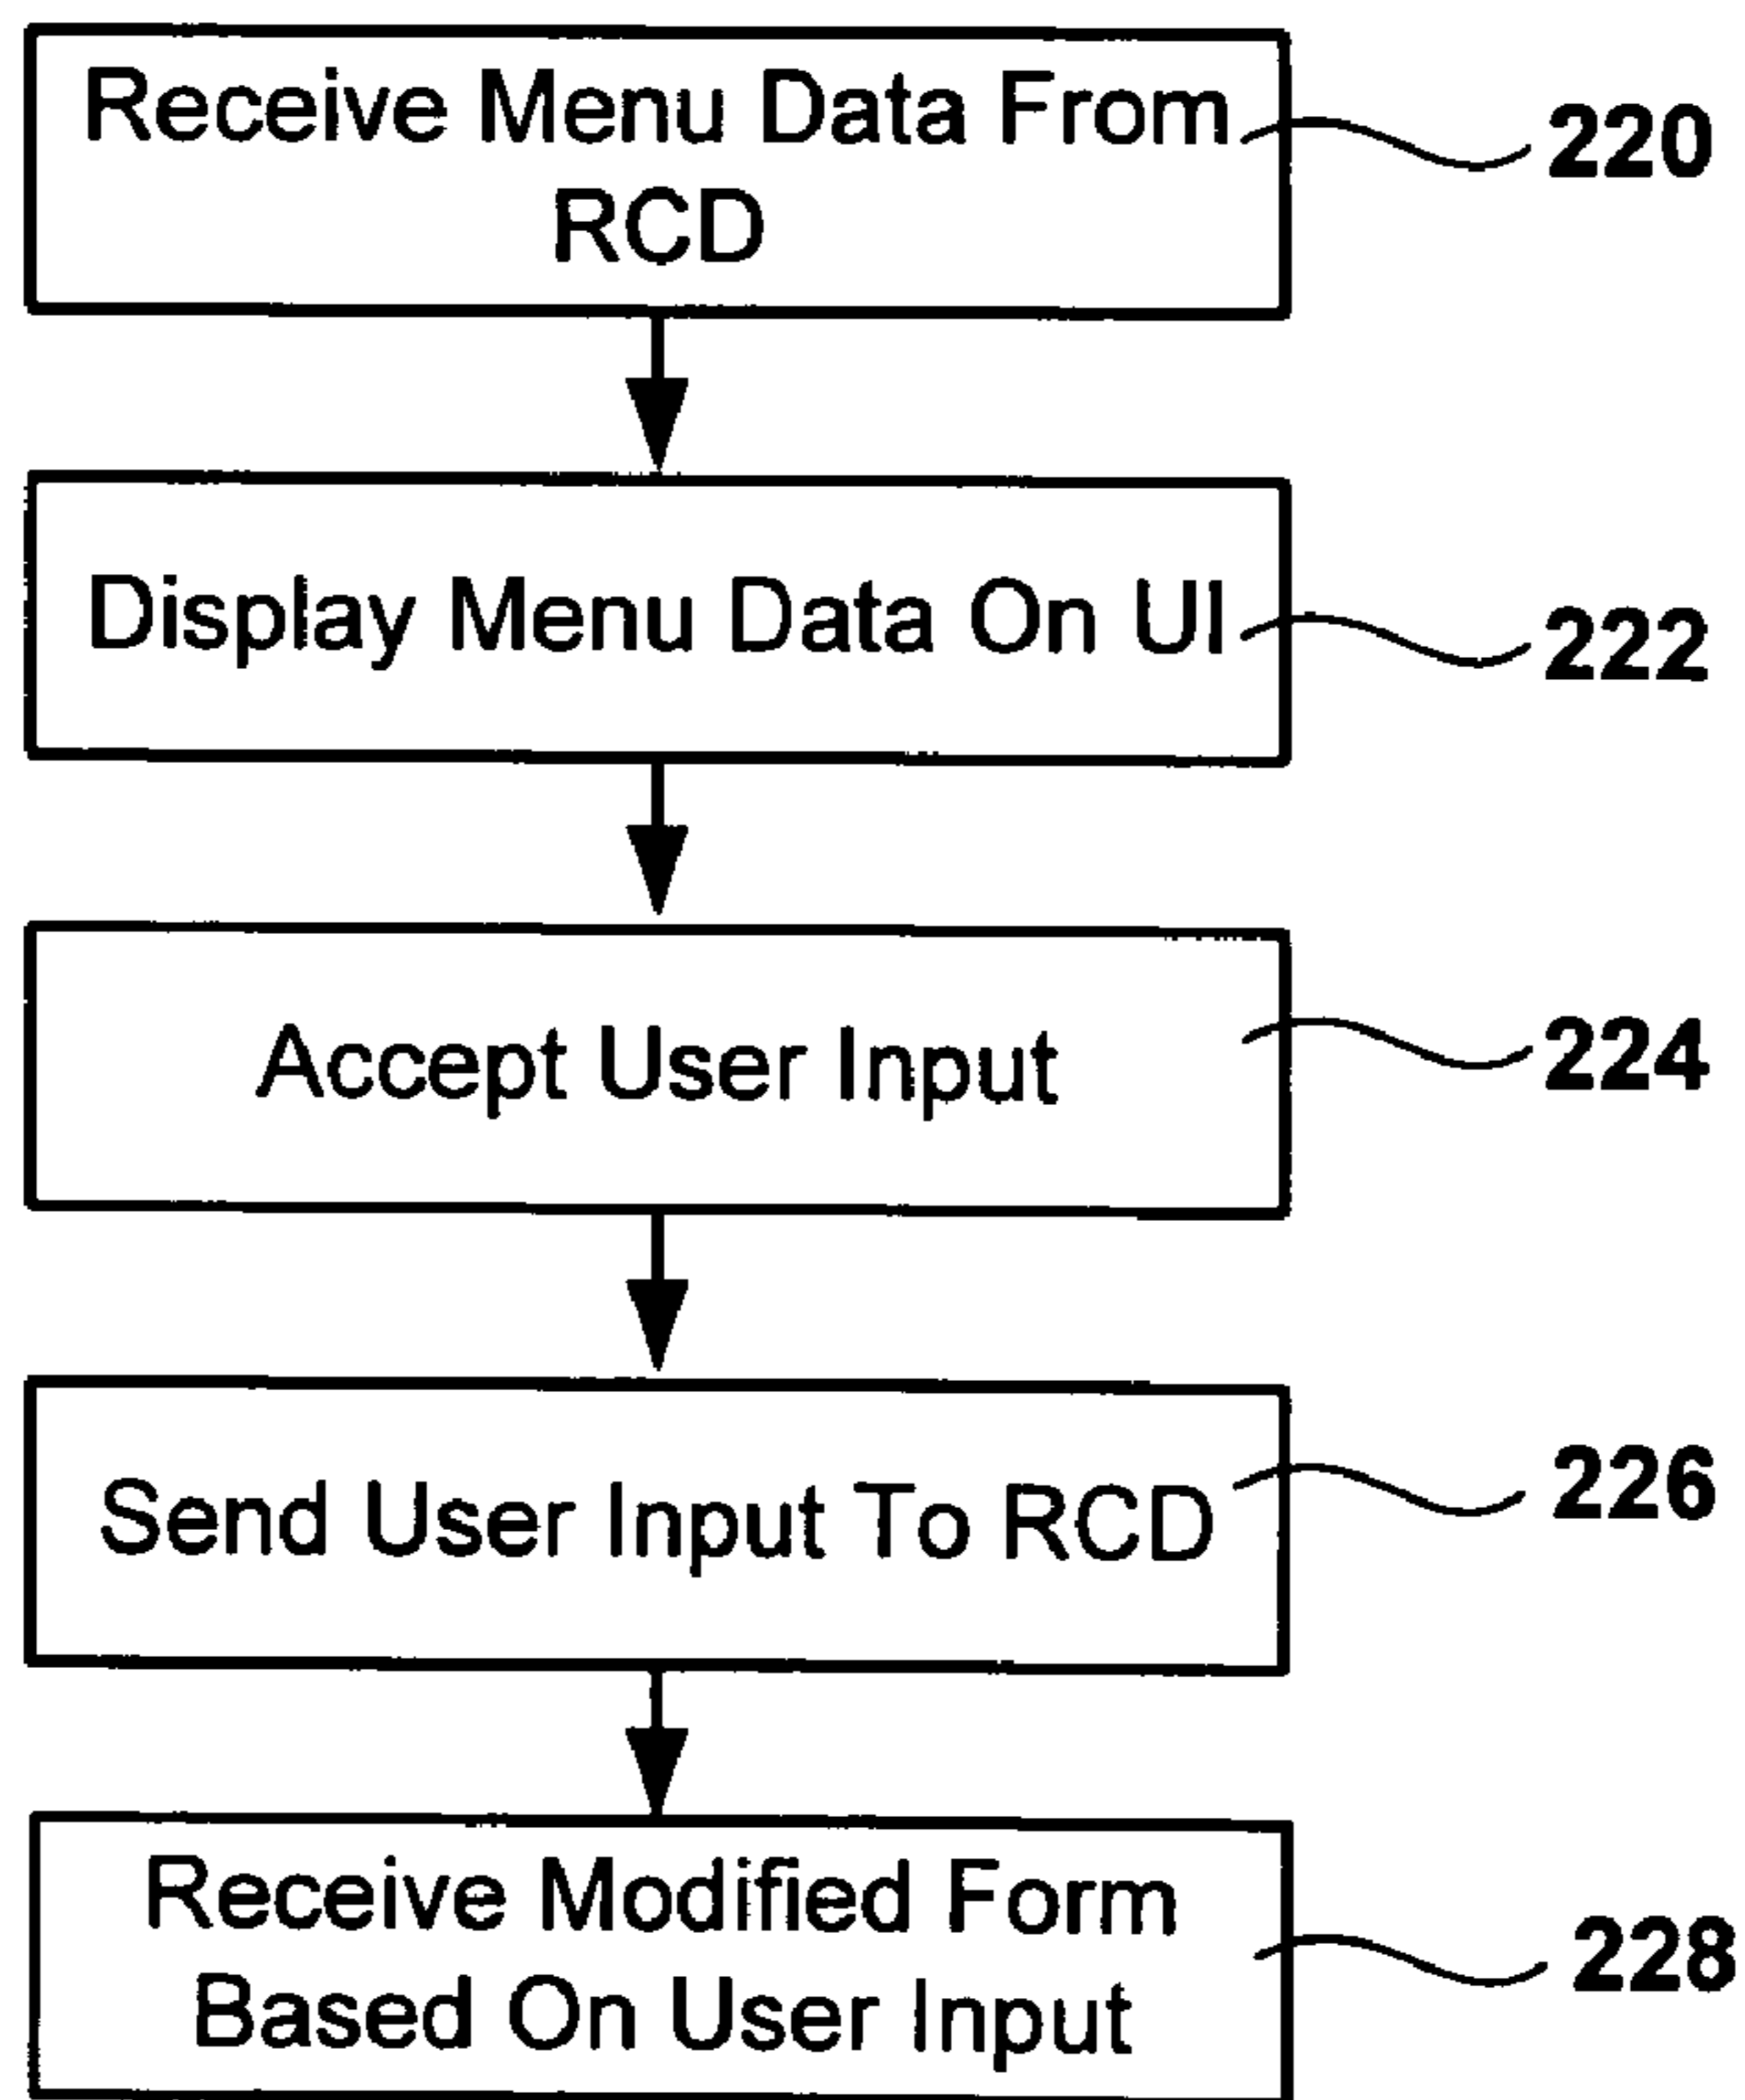 Receive Menu Data From
RCD
220
Display Menu Data On UI
222
Accept User Input
224
Send User Input To RCD
226
Receive Modified Form
Based On User Input
228